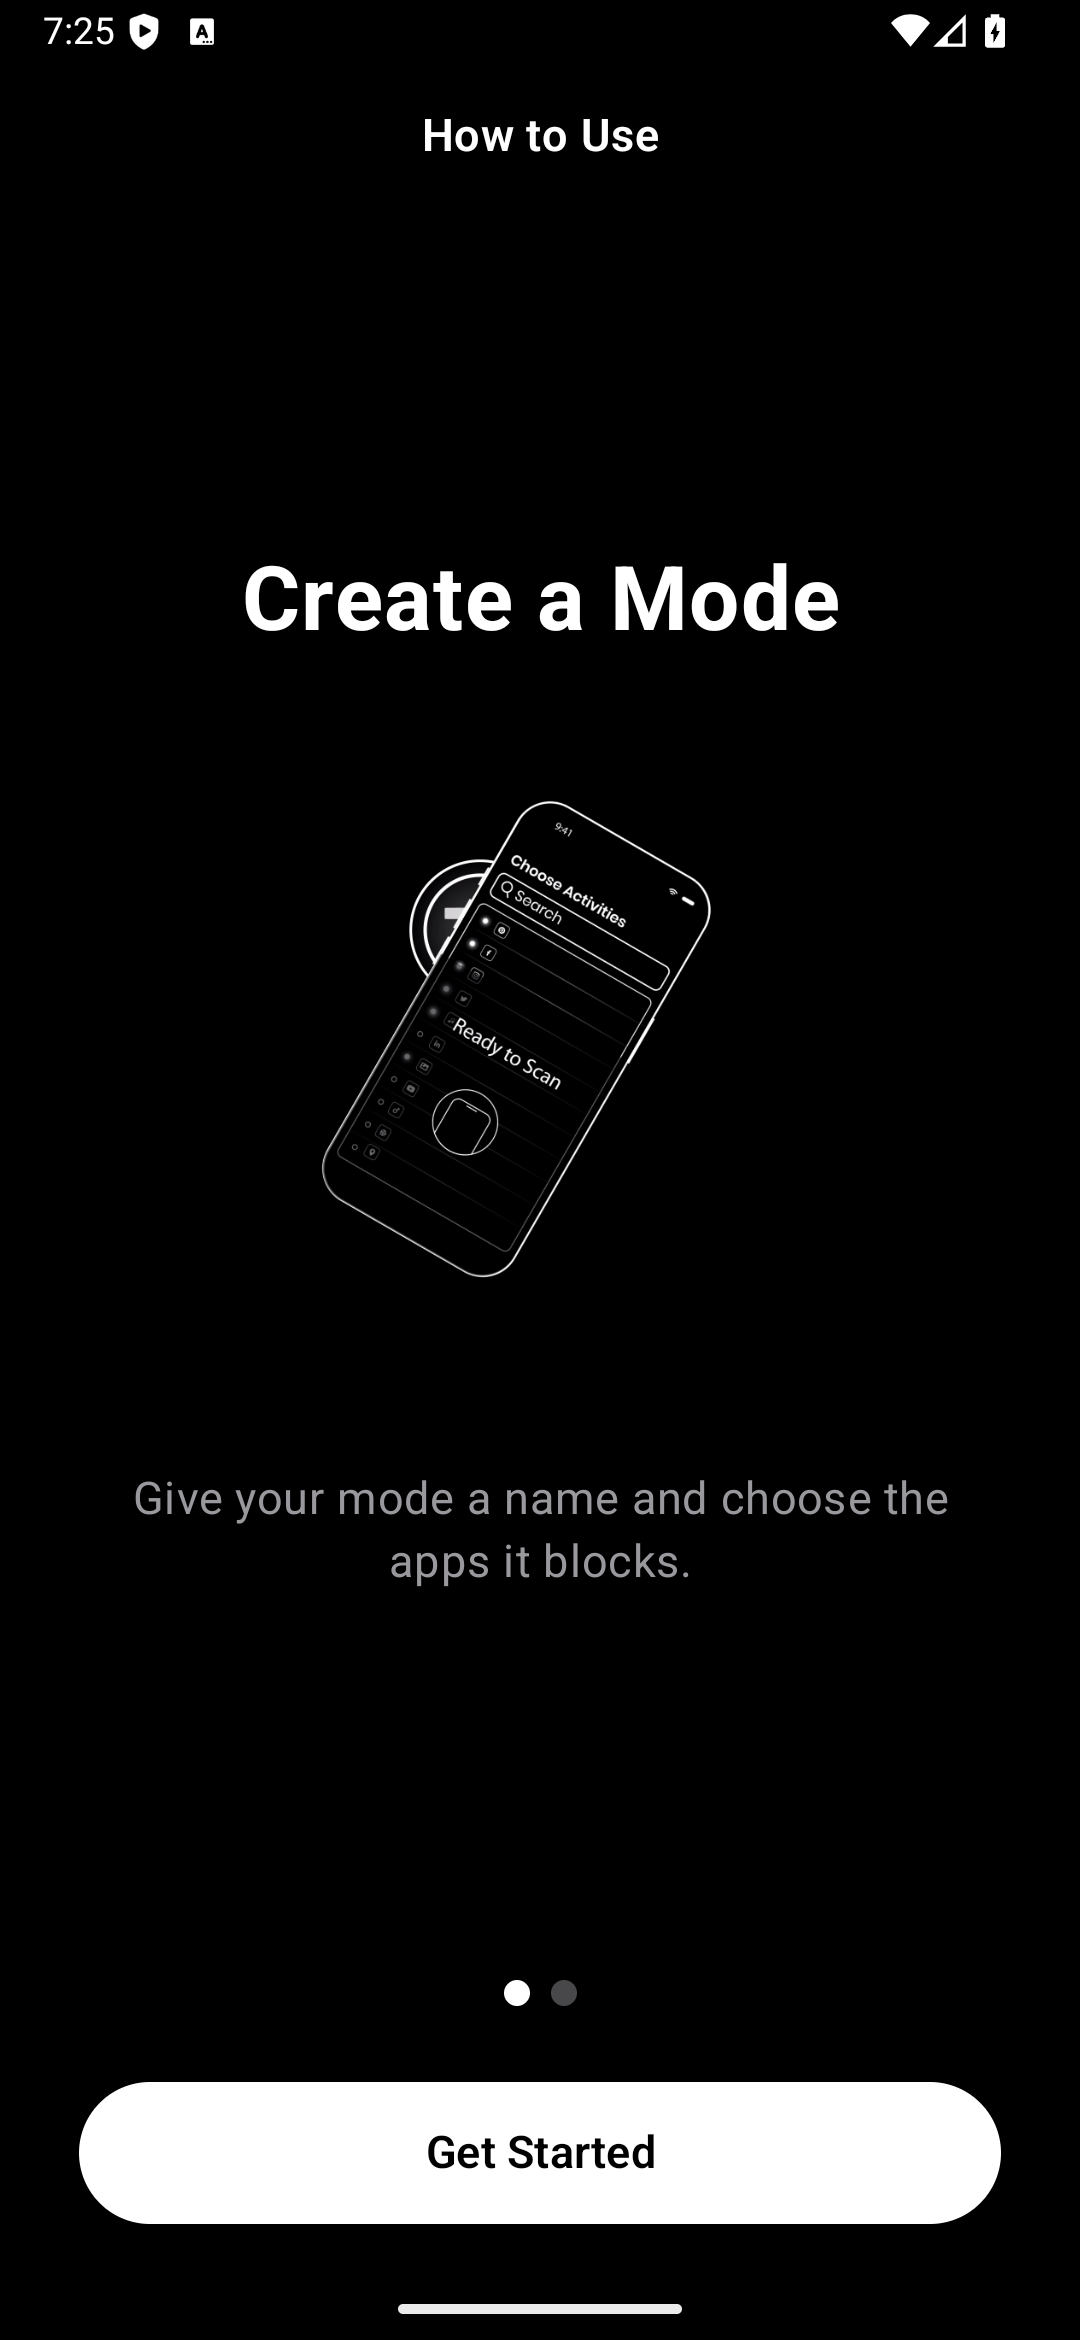 7:25
How to Use
Create a Mode
9:41
Choose Activities
Search
Ready to Scan
Give your mode a name and choose the
apps it blocks.
Get Started